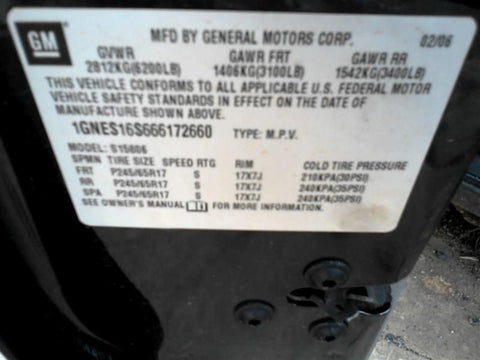 GM
MFD BY GENERAL MOTORS CORP. 02/06
GVWR GAWR FRT GAWR RR
2812KG(6200LB) 1406KG(3100LB) 1542KG(3400LB)
THIS VEHICLE CONFORMS TO ALL APPLICABLE U.S. FEDERAL MOTOR
VEHICLE SAFETY STANDARDS IN EFFECT ON THE DATE OF
MANUFACTURE SHOWN ABOVE.
1GNES16S666172660 TYPE: M.P.V.
MODEL: S15806
SPMN TIRE SIZE SPEED RTG RIM COLD TIRE PRESSURE
FRT P245/65R17 S 17X7J 210KPA(30PSI)
RR P245/65R17 S 17X7J 240KPA(35PSI)
SPA P245/65R17 S 17X7J 240KPA(35PSI)
SEE OWNER'S MANUAL FOR MORE INFORMATION.